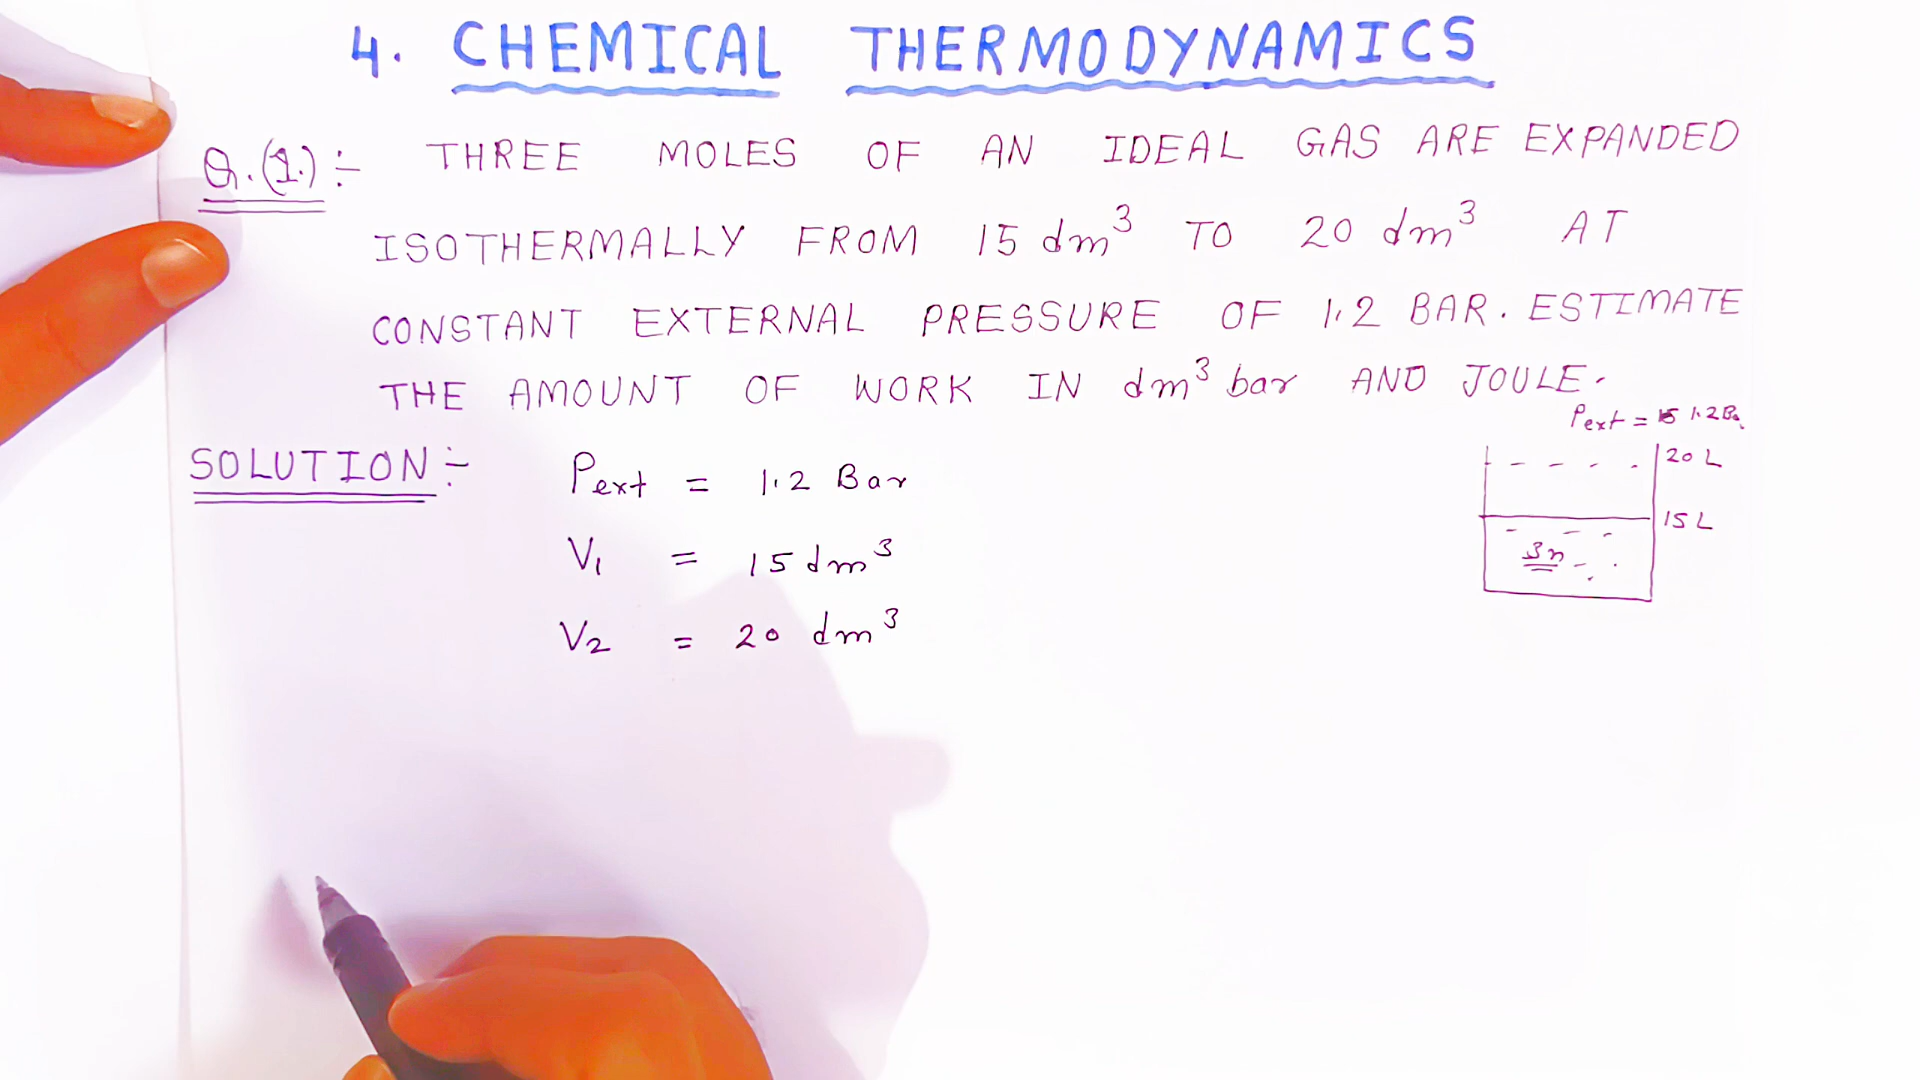 4. CHEMICAL THERMODYNAMICS
Q.(1.) :- THREE MOLES OF AN IDEAL GAS ARE EXPANDED
ISOTHERMALLY FROM 15 dm³ TO 20 dm³ AT
CONSTANT EXTERNAL PRESSURE OF 1.2 BAR. ESTIMATE
THE AMOUNT OF WORK IN dm³ bar AND JOULE.
SOLUTION :-
Pext = 1.2 Bar
V1 = 15 dm³
V2 = 20 dm³
Pext = 1.2 Ba
20 L
15 L
3n